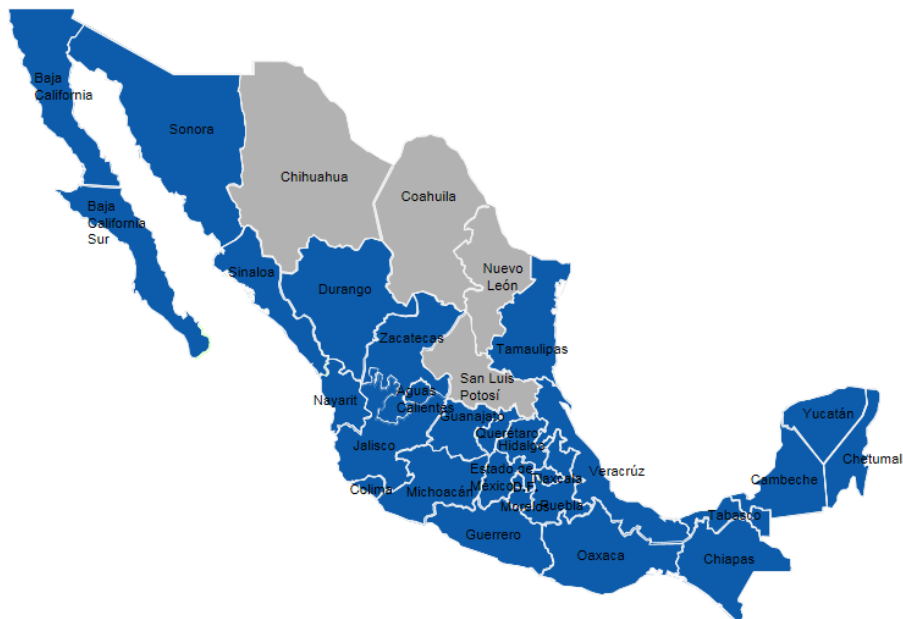 Baja
California
Sonora
Chihuahua
Coahuila
Baja
California
Sur
Sinaloa
Durango
Nuevo
León
Zacatecas
Tamaulipas
San Luis
Potosí
Nayarit
Aguas
Calientes
Guanajato
Yucatán
Querétaro
Hidalgo
Jalisco
Chetumal
Estado de
México
Tlaxcala
Veracrúz
Cambeche
Colima
Michoacán
D.F.
Morelos
Puebla
Tabasco
Guerrero
Oaxaca
Chiapas